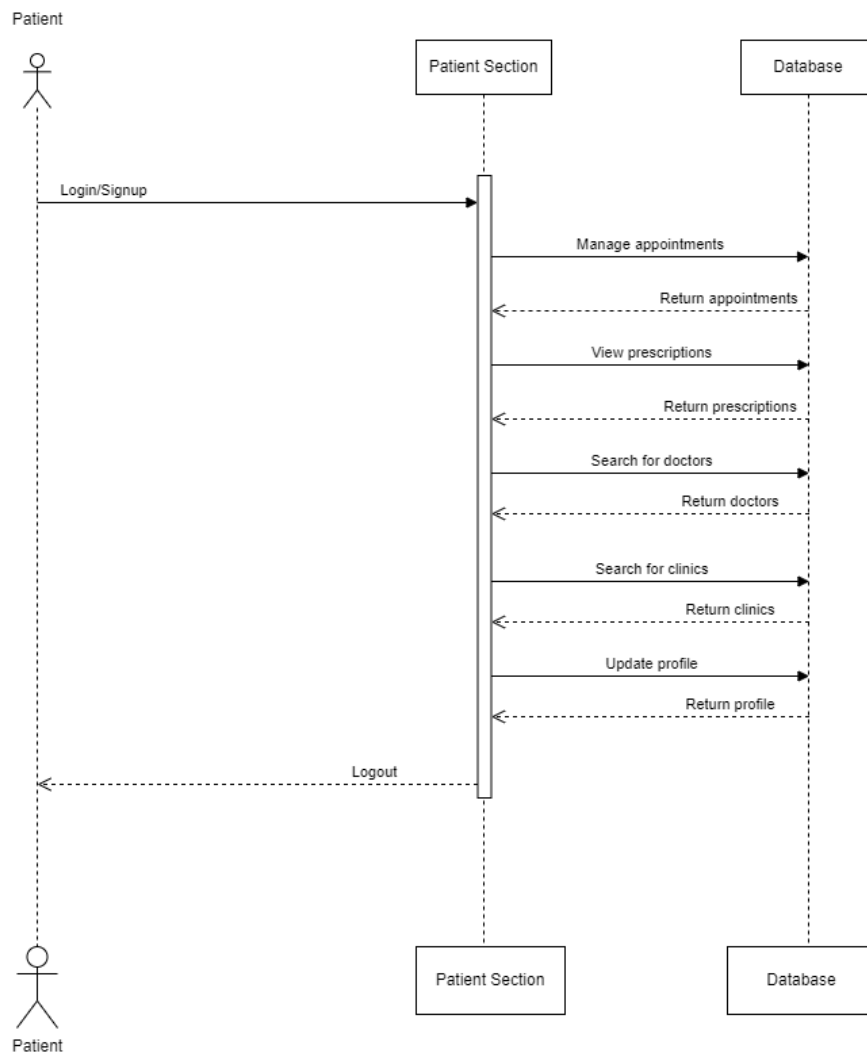 Patient
Patient Section
Database
Login/Signup
Manage appointments
Return appointments
View prescriptions
Return prescriptions
Search for doctors
Return doctors
Search for clinics
Return clinics
Update profile
Return profile
Logout
Patient Section
Database
Patient